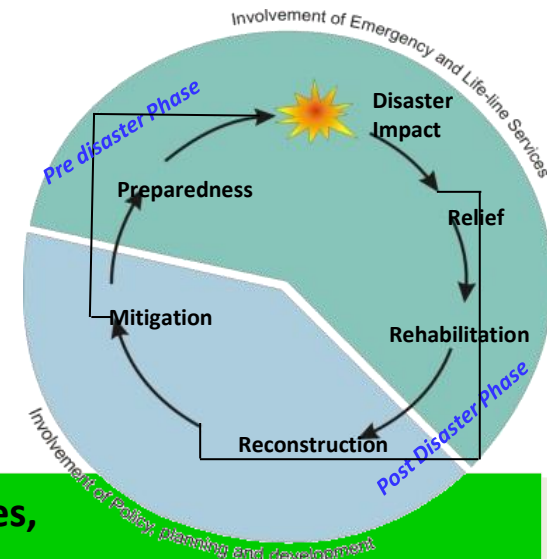 Involvement of Emergency and Life-line Services
Pre disaster Phase
Disaster
Impact
Preparedness
Relief
Mitigation
Rehabilitation
Reconstruction
Post Disaster Phase
Involvement of Policy, planning and development